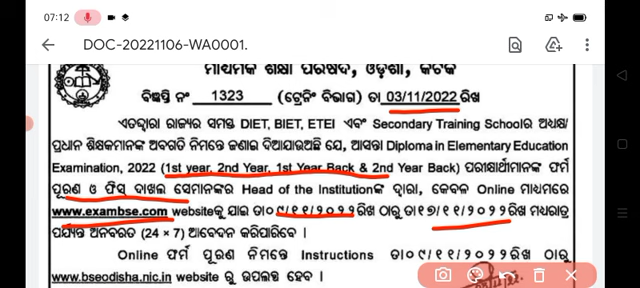 07:12
DOC-20221106-WA0001.
ମାଧ୍ୟମିକ ଶିକ୍ଷା ପରିଷଦ, ଓଡ଼ିଶା, କଟକ
ବିଜ୍ଞପ୍ତି ନଂ 1323 (ଟ୍ରେନିଂ ବିଭାଗ) ତା 03/11/2022 ରିଖ
ଏତଦ୍ଦ୍ୱାରା ରାଜ୍ୟର ସମସ୍ତ DIET, BIET, ETEI ଏବଂ Secondary Training Schoolର ଅଧ୍ୟକ୍ଷ/
ପ୍ରଧାନ ଶିକ୍ଷକମାନଙ୍କ ଅବଗତି ନିମନ୍ତେ ଜଣାଇ ଦିଆଯାଉଅଛି ଯେ, ଆସନ୍ତା Diploma in Elementary Education
Examination, 2022 (1st year, 2nd Year, 1st Year Back & 2nd Year Back) ପରୀକ୍ଷାର୍ଥୀମାନଙ୍କ ଫର୍ମ
ପୂରଣ ଓ ଫିସ୍ ଦାଖଲ ସେମାନଙ୍କର Head of the Institutionଙ୍କ ଦ୍ୱାରା, କେବଳ Online ମାଧ୍ୟମରେ
www.exambse.com websiteକୁ ଯାଇ ତା୦୯/୧୧/୨୦୨୨ରିଖ ଠାରୁ ତା୧୭/୧୧/୨୦୨୨ରିଖ ମଧ୍ୟରାତ୍ର
ପର୍ଯ୍ୟନ୍ତ ଅନବରତ (24 × 7) ଆବେଦନ କରିପାରିବେ ।
Online ଫର୍ମ ପୂରଣ ନିମନ୍ତେ Instructions ତା୦୯/୧୧/୨୦୨୨ରିଖ ଠାରୁ
www.bseodisha.nic.in website ରୁ ଉପଲବ୍ଧ ହେବ ।